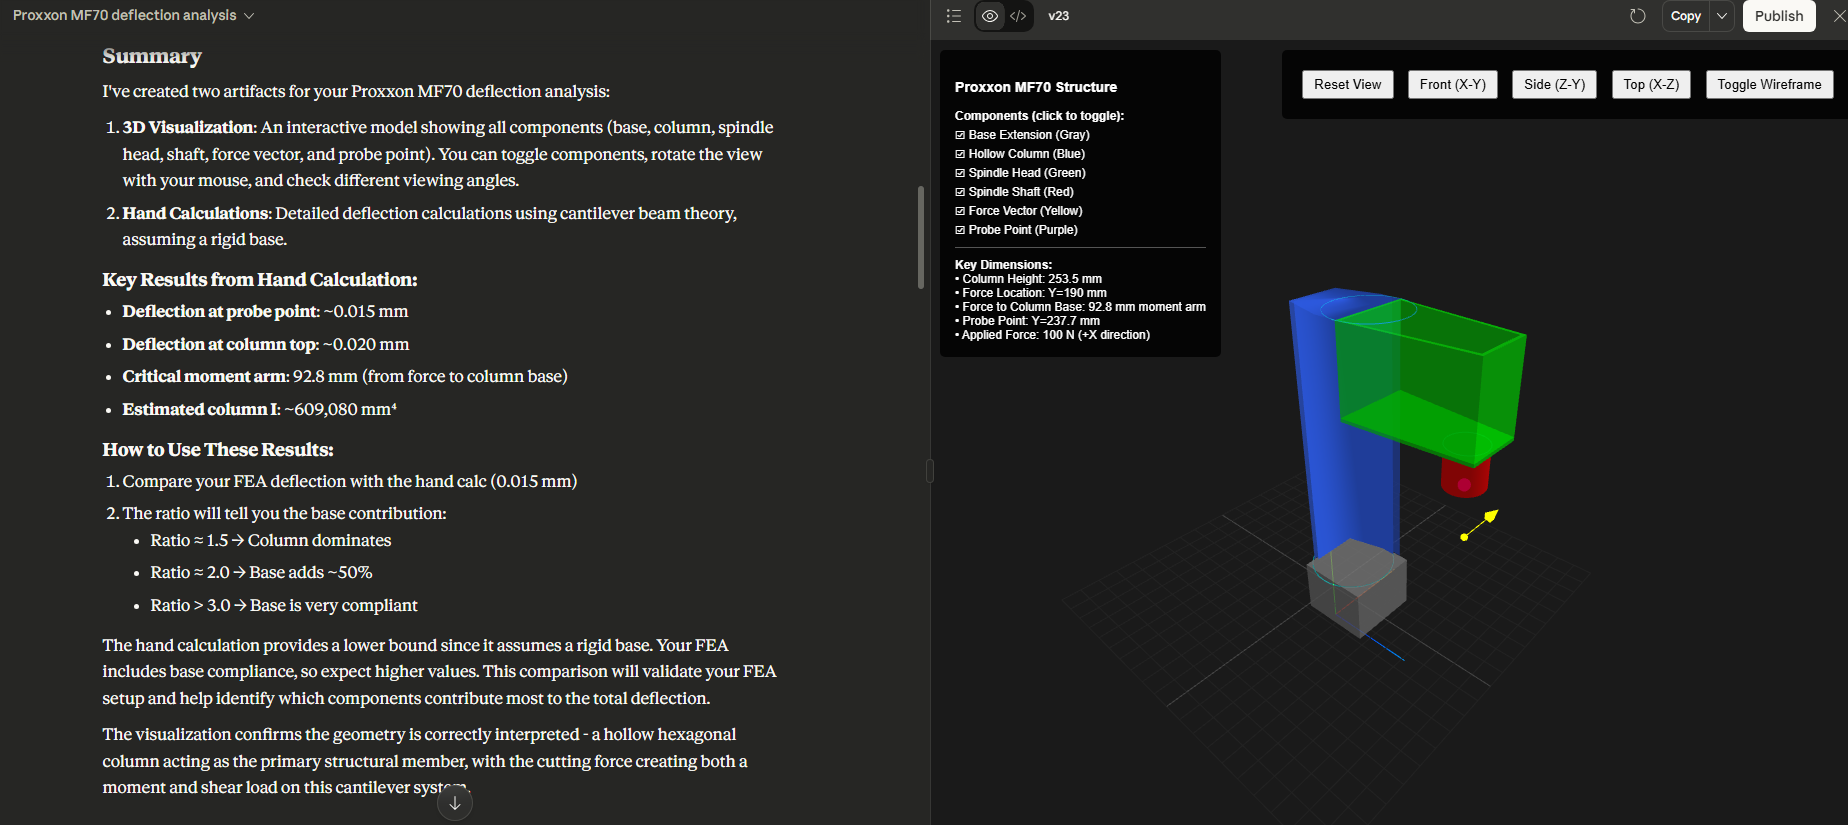 Proxxon MF70 deflection analysis
Summary
I've created two artifacts for your Proxxon MF70 deflection analysis:
1. 3D Visualization: An interactive model showing all components (base, column, spindle
head, shaft, force vector, and probe point). You can toggle components, rotate the view
with your mouse, and check different viewing angles.
2. Hand Calculations: Detailed deflection calculations using cantilever beam theory,
assuming a rigid base.
Key Results from Hand Calculation:
• Deflection at probe point: ~0.015 mm
• Deflection at column top: ~0.020 mm
• Critical moment arm: 92.8 mm (from force to column base)
• Estimated column I: ~609,080 mm⁴
How to Use These Results:
1. Compare your FEA deflection with the hand calc (0.015 mm)
2. The ratio will tell you the base contribution:
• Ratio ≈ 1.5 → Column dominates
• Ratio ≈ 2.0 → Base adds ~50%
• Ratio > 3.0 → Base is very compliant
The hand calculation provides a lower bound since it assumes a rigid base. Your FEA
includes base compliance, so expect higher values. This comparison will validate your FEA
setup and help identify which components contribute most to the total deflection.
The visualization confirms the geometry is correctly interpreted - a hollow hexagonal
column acting as the primary structural member, with the cutting force creating both a
moment and shear load on this cantilever system.
v23
Copy
Publish
Proxxon MF70 Structure
Components (click to toggle):
Base Extension (Gray)
Hollow Column (Blue)
Spindle Head (Green)
Spindle Shaft (Red)
Force Vector (Yellow)
Probe Point (Purple)
Key Dimensions:
• Column Height: 253.5 mm
• Force Location: Y=190 mm
• Force to Column Base: 92.8 mm moment arm
• Probe Point: Y=237.7 mm
• Applied Force: 100 N (+X direction)
Reset View
Front (X-Y)
Side (Z-Y)
Top (X-Z)
Toggle Wireframe